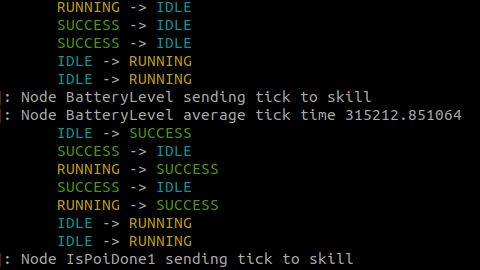 RUNNING -> IDLE
SUCCESS -> IDLE
SUCCESS -> IDLE
IDLE -> RUNNING
IDLE -> RUNNING
]: Node BatteryLevel sending tick to skill
]: Node BatteryLevel average tick time 315212.851064
IDLE -> SUCCESS
SUCCESS -> IDLE
RUNNING -> SUCCESS
SUCCESS -> IDLE
RUNNING -> SUCCESS
IDLE -> RUNNING
IDLE -> RUNNING
]: Node IsPoiDone1 sending tick to skill